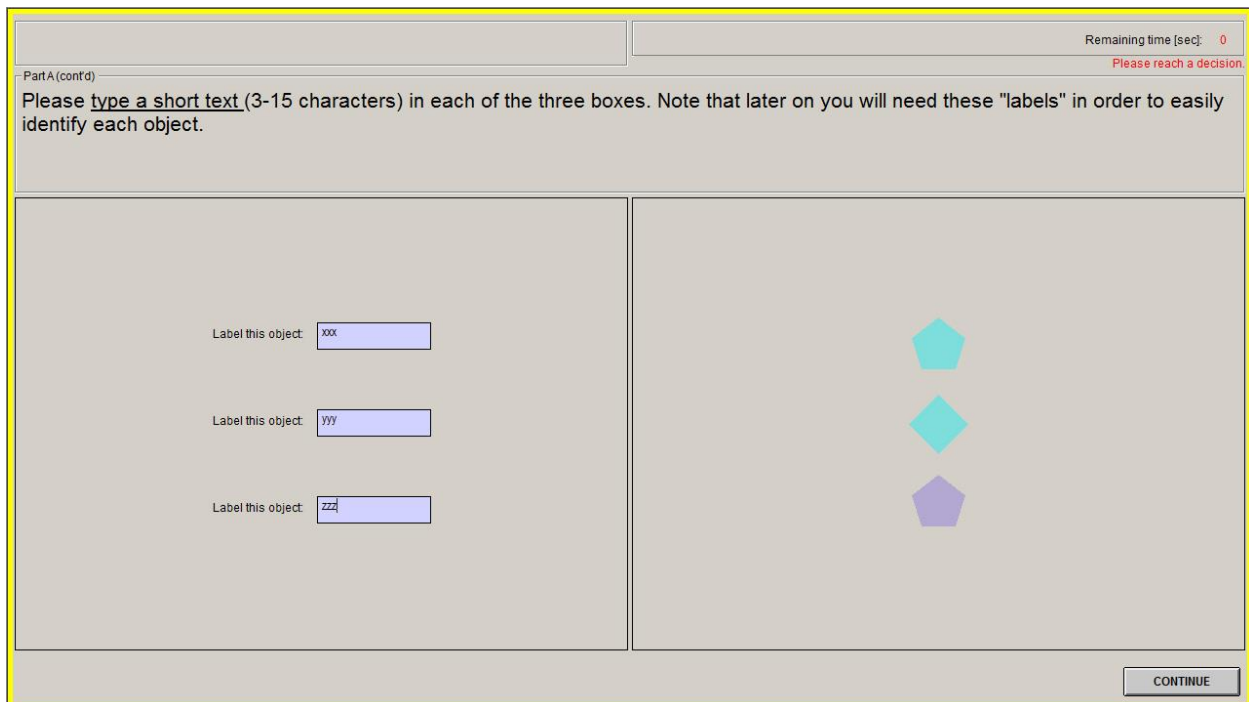 Remaining time [sec]: 0
Please reach a decision.
Part A (cont'd)
Please type a short text (3-15 characters) in each of the three boxes. Note that later on you will need these "labels" in order to easily
identify each object.
Label this object: xxx
Label this object: yyy
Label this object: zzz
CONTINUE